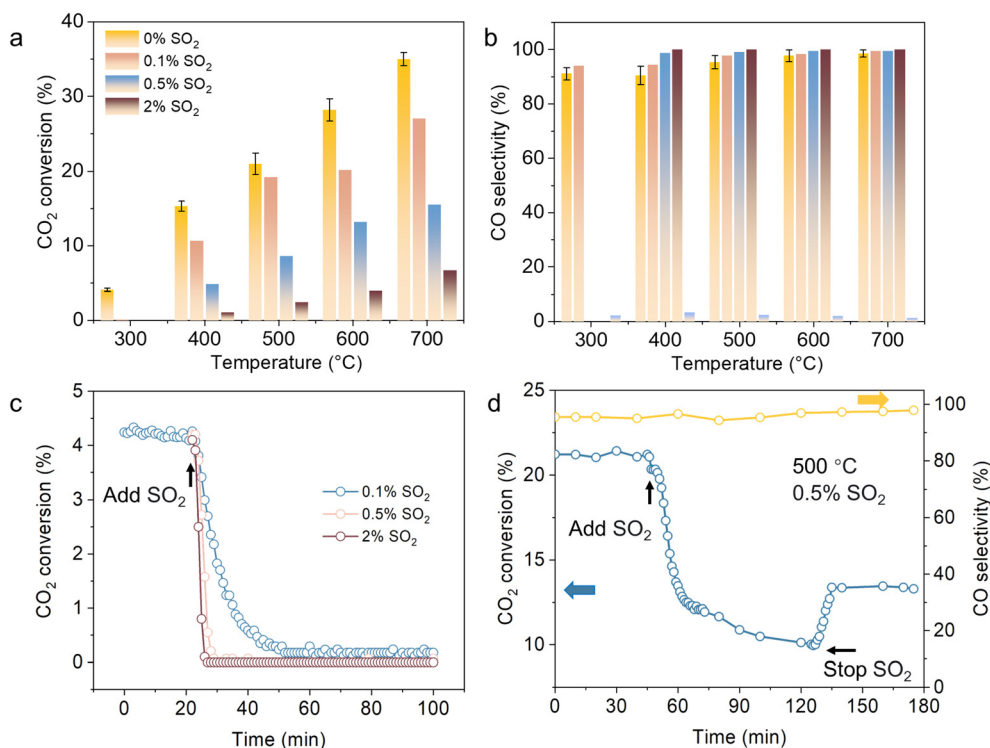 a
40
30
20
10
0
CO₂ conversion (%)
0% SO₂
0.1% SO₂
0.5% SO₂
2% SO₂
300 400 500 600 700
Temperature (°C)
b
100
80
60
40
20
0
CO selectivity (%)
300 400 500 600 700
Temperature (°C)
c
5
4
3
2
1
0
CO₂ conversion (%)
Add SO₂
0.1% SO₂
0.5% SO₂
2% SO₂
0 20 40 60 80 100
Time (min)
d
25
20
15
10
CO₂ conversion (%)
500 °C
0.5% SO₂
Add SO₂
Stop SO₂
100
80
60
40
20
0
CO selectivity (%)
0 30 60 90 120 150 180
Time (min)